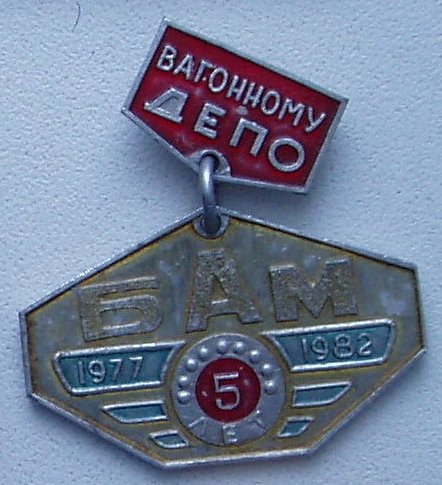 ВАГОННОМУ
ДЕПО
БАМ
1977 1982
5
ЛЕТ